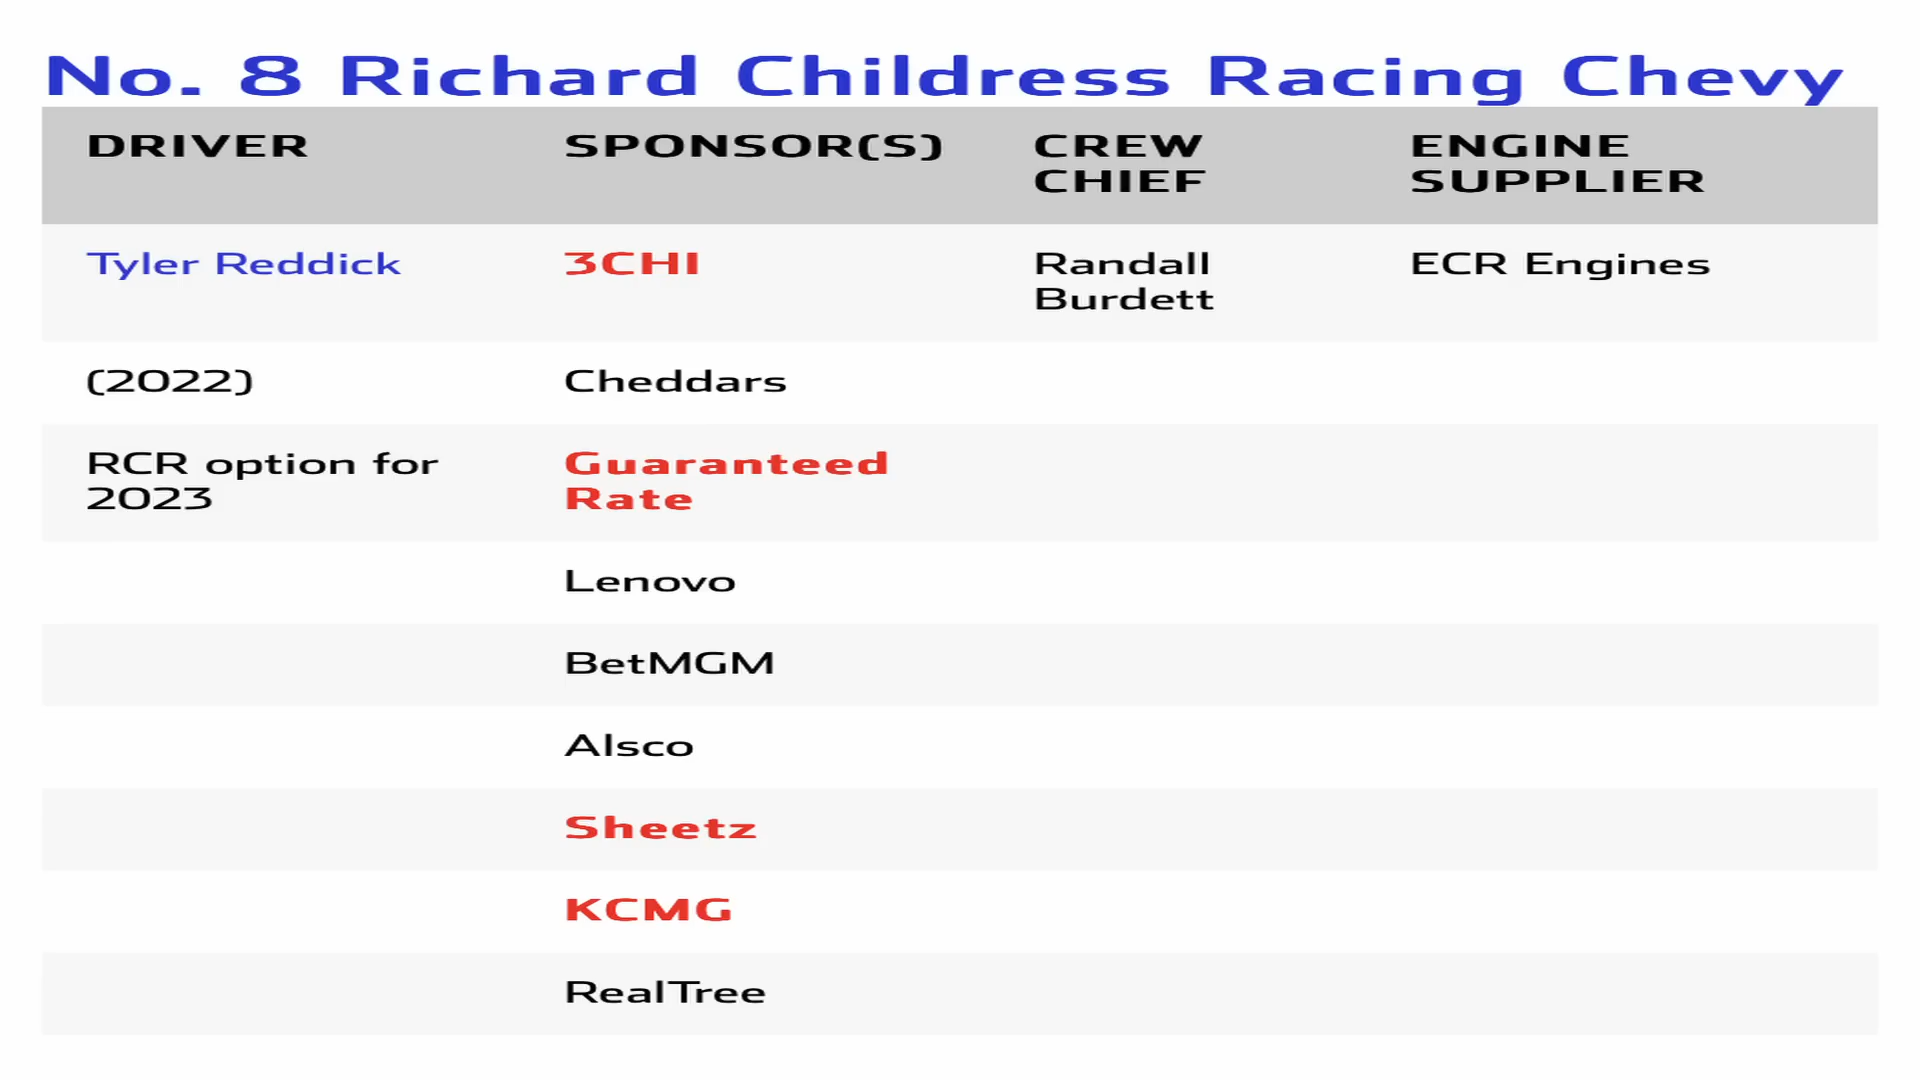 No. 8 Richard Childress Racing Chevy
DRIVER SPONSOR(S) CREW CHIEF ENGINE SUPPLIER
Tyler Reddick 3CHI Randall Burdett ECR Engines
(2022) Cheddars
RCR option for 2023 Guaranteed Rate
Lenovo
BetMGM
Alsco
Sheetz
KCMG
RealTree